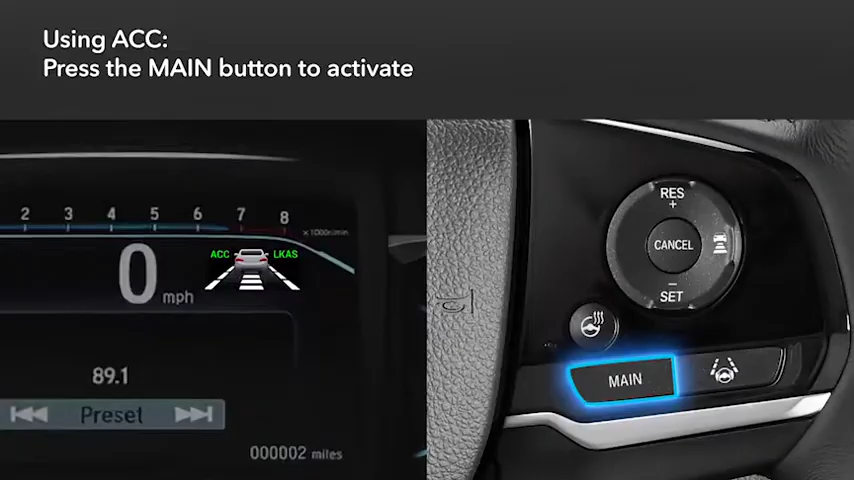 Using ACC:
Press the MAIN button to activate
2 3 4 5 6 7 8
x1000r/min
0 mph
ACC LKAS
89.1
Preset
000002 miles
RES
+
CANCEL
−
SET
MAIN